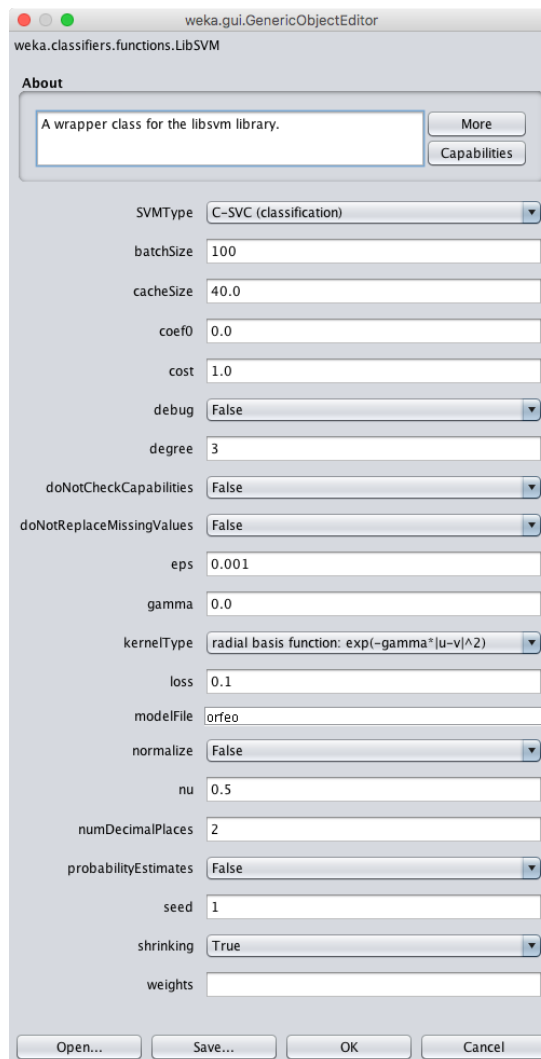 weka.gui.GenericObjectEditor
weka.classifiers.functions.LibSVM
About
A wrapper class for the libsvm library.
More
Capabilities
SVMType C-SVC (classification)
batchSize 100
cacheSize 40.0
coef0 0.0
cost 1.0
debug False
degree 3
doNotCheckCapabilities False
doNotReplaceMissingValues False
eps 0.001
gamma 0.0
kernelType radial basis function: exp(-gamma*|u-v|^2)
loss 0.1
modelFile orfeo
normalize False
nu 0.5
numDecimalPlaces 2
probabilityEstimates False
seed 1
shrinking True
weights
Open... Save... OK Cancel